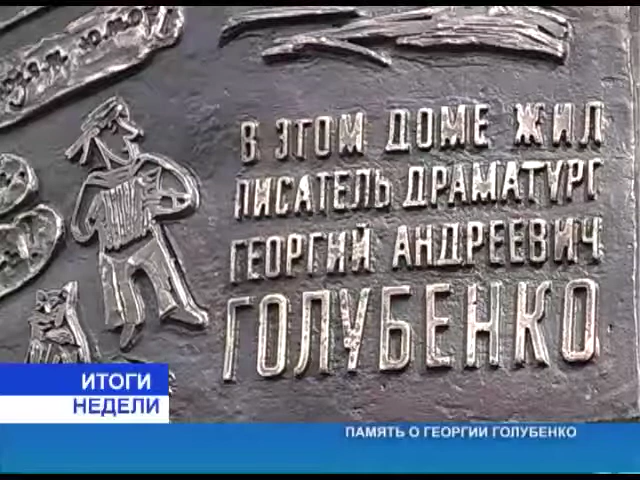 В ЭТОМ ДОМЕ ЖИЛ
ПИСАТЕЛЬ ДРАМАТУРГ
ГЕОРГИЙ АНДРЕЕВИЧ
ГОЛУБЕНКО
ИТОГИ
НЕДЕЛИ
ПАМЯТЬ О ГЕОРГИИ ГОЛУБЕНКО